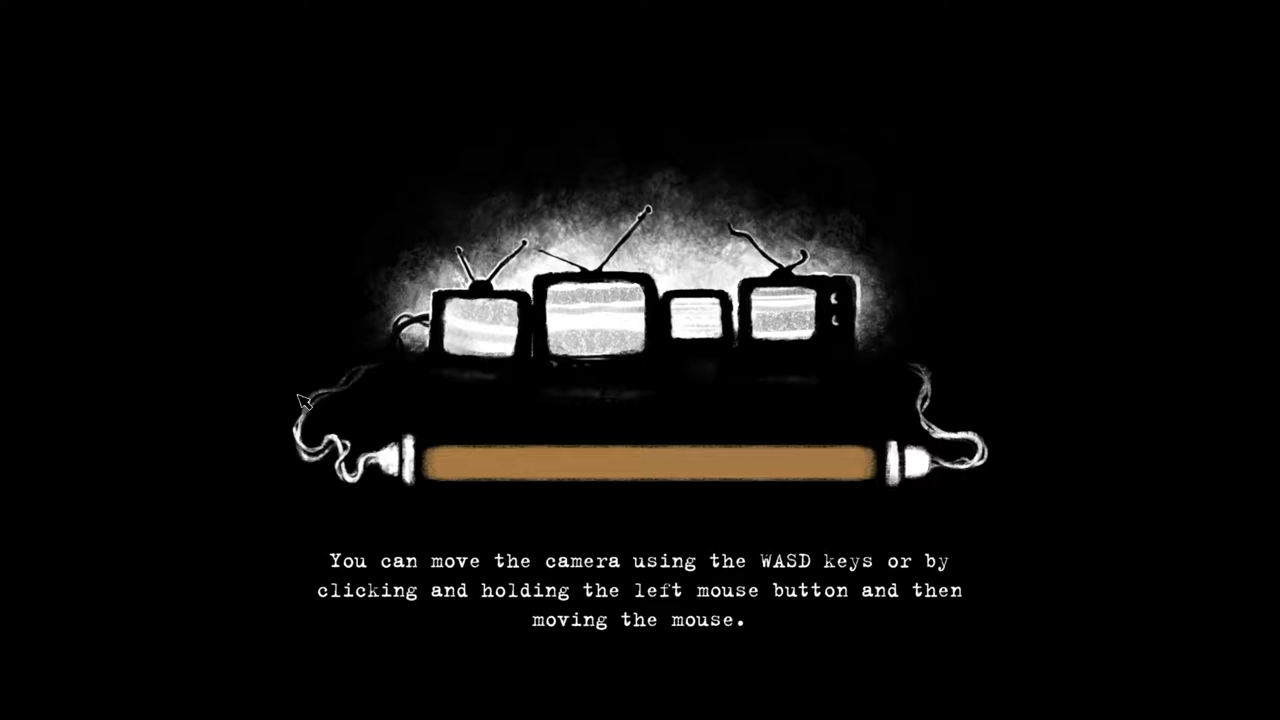 You can move the camera using the WASD keys or by
clicking and holding the left mouse button and then
moving the mouse.